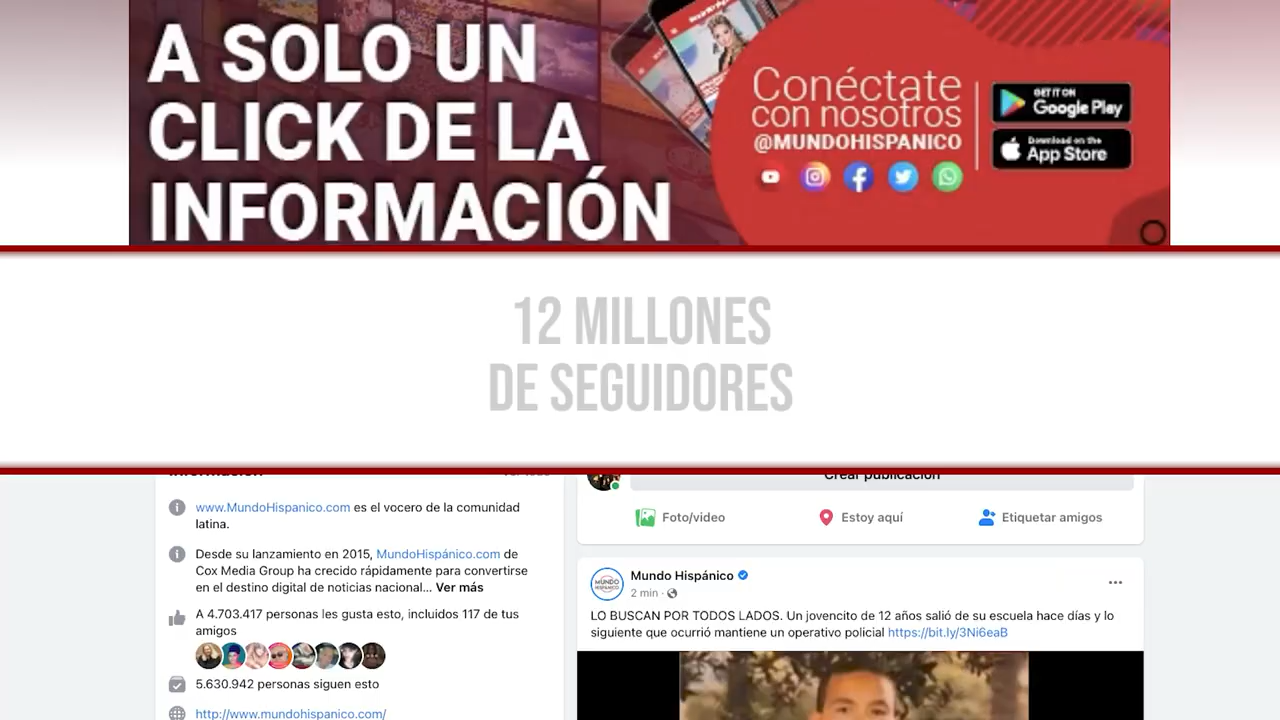 A SOLO UN
CLICK DE LA
INFORMACIÓN
Conéctate
con nosotros
@MUNDOHISPANICO
GET IT ON
Google Play
Download on the
App Store
12 MILLONES
DE SEGUIDORES
www.MundoHispanico.com es el vocero de la comunidad
latina.
Desde su lanzamiento en 2015, MundoHispánico.com de
Cox Media Group ha crecido rápidamente para convertirse
en el destino digital de noticias nacional... Ver más
A 4.703.417 personas les gusta esto, incluidos 117 de tus
amigos
5.630.942 personas siguen esto
http://www.mundohispanico.com/
Crear publicación
Foto/video
Estoy aquí
Etiquetar amigos
MUNDO
HISPÁNICO
Mundo Hispánico
2 min ·
LO BUSCAN POR TODOS LADOS. Un jovencito de 12 años salió de su escuela hace días y lo
siguiente que ocurrió mantiene un operativo policial https://bit.ly/3Ni6eaB